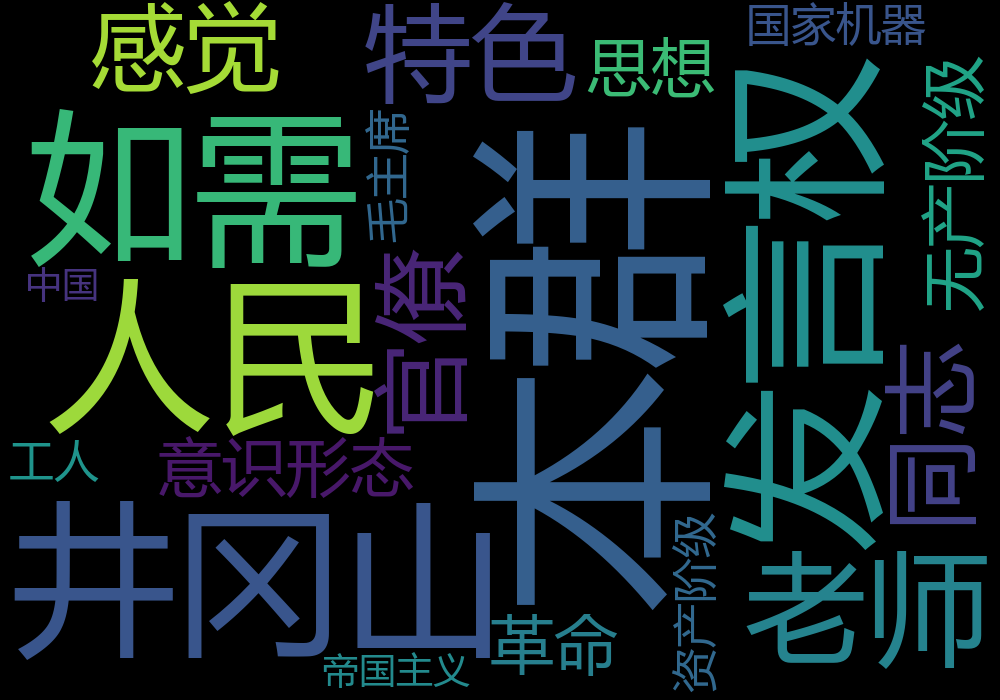 感觉
特色
思想
国家机器
如需
毛主席
本群
发言权
无产阶级
中国
人民
官僚
同志
工人
意识形态
井冈山
革命
资产阶级
老师
帝国主义